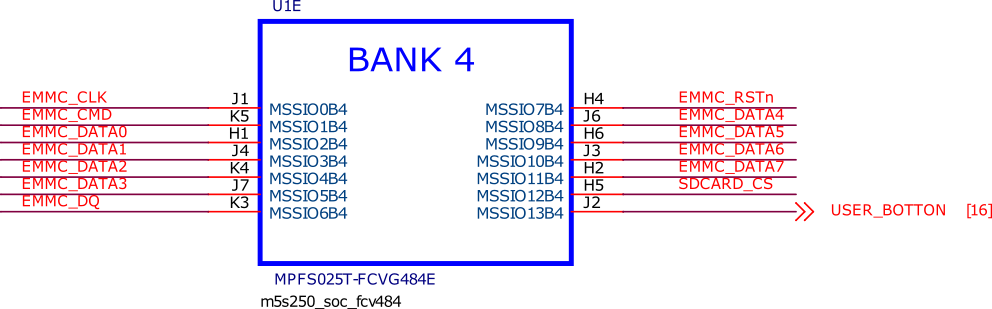 U1E
BANK 4
EMMC_CLK J1 MSSIO0B4 MSSIO7B4 H4 EMMC_RSTn
EMMC_CMD K5 MSSIO1B4 MSSIO8B4 J6 EMMC_DATA4
EMMC_DATA0 H1 MSSIO2B4 MSSIO9B4 H6 EMMC_DATA5
EMMC_DATA1 J4 MSSIO3B4 MSSIO10B4 J3 EMMC_DATA6
EMMC_DATA2 K4 MSSIO4B4 MSSIO11B4 H2 EMMC_DATA7
EMMC_DATA3 J7 MSSIO5B4 MSSIO12B4 H5 SDCARD_CS
EMMC_DQ K3 MSSIO6B4 MSSIO13B4 J2 USER_BOTTON [16]
MPFS025T-FCVG484E
m5s250_soc_fcv484